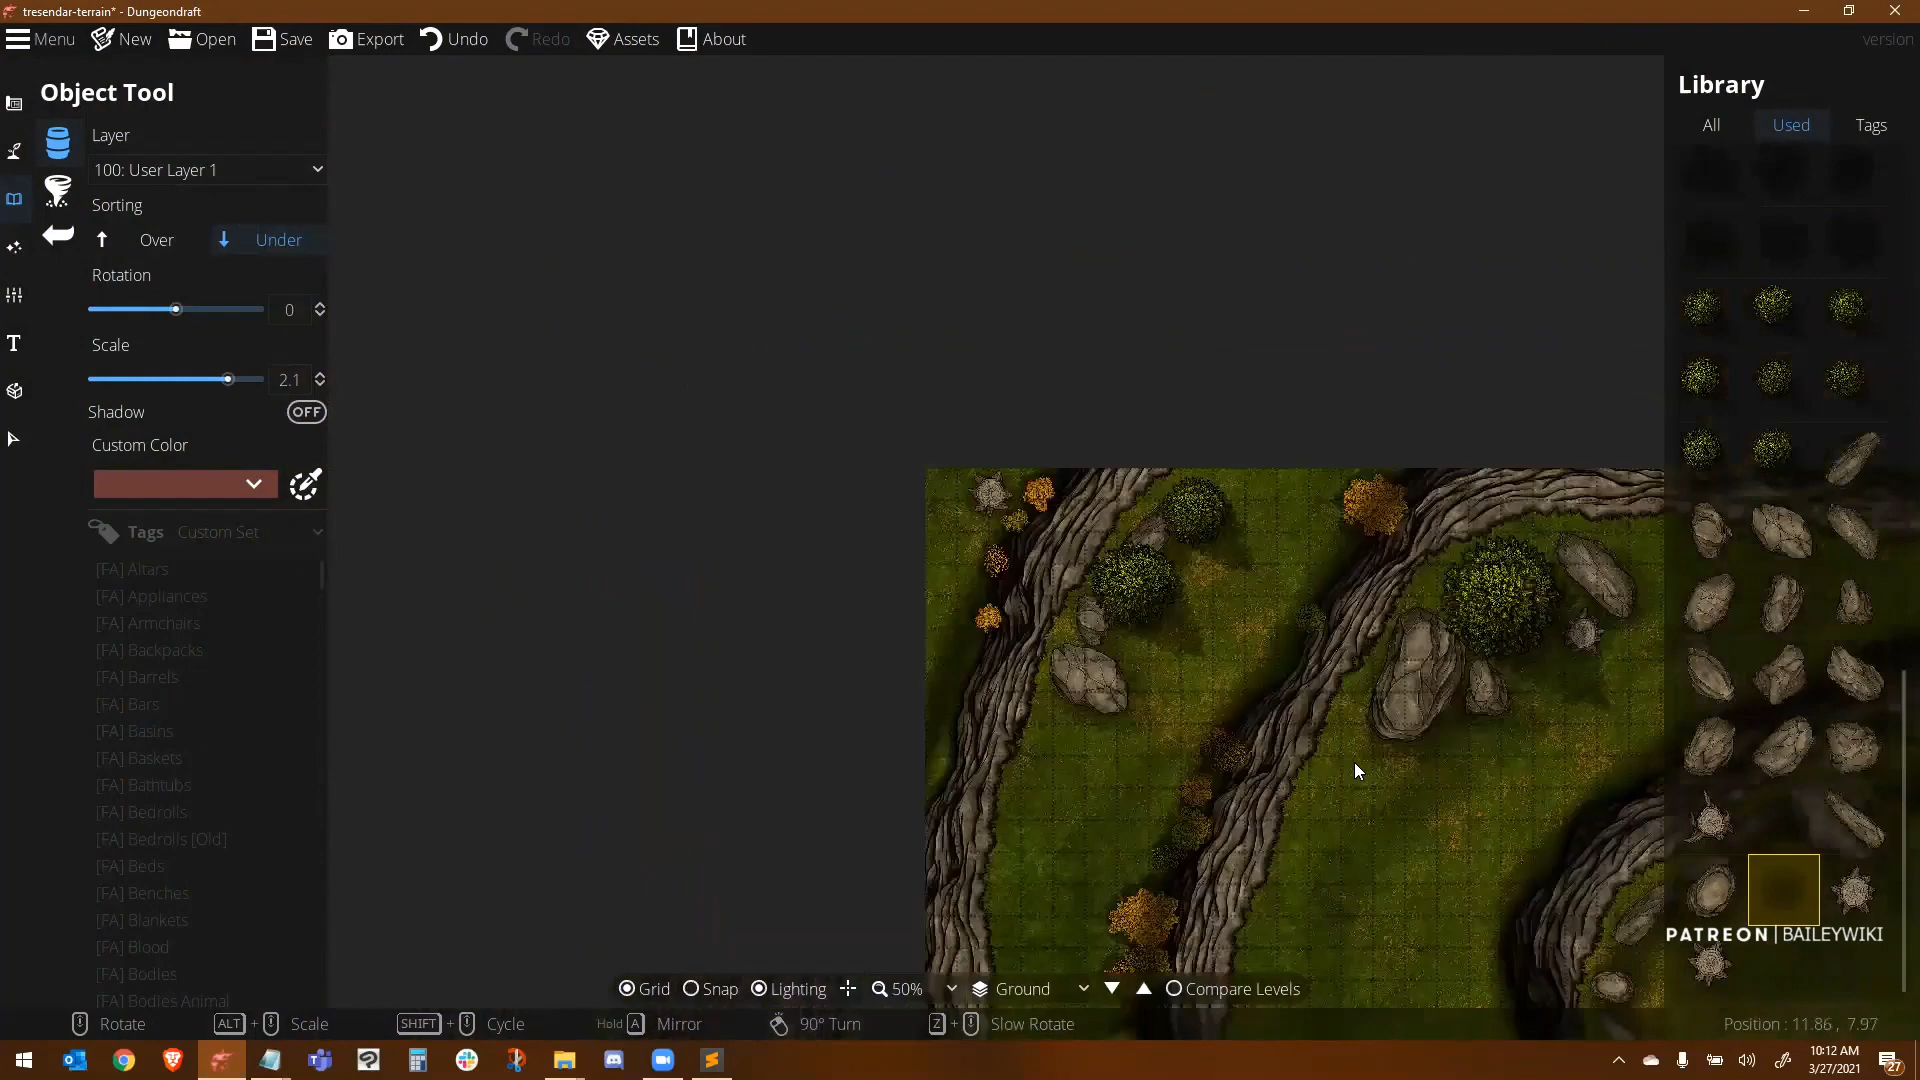 tresendar-terrain* - Dungeondraft
Menu New Open Save Export Undo Redo Assets About version
Object Tool
Layer
100: User Layer 1
Sorting
Over Under
Rotation
0
Scale
2.1
Shadow OFF
Custom Color
Tags Custom Set
[FA] Altars
[FA] Appliances
[FA] Armchairs
[FA] Backpacks
[FA] Barrels
[FA] Bars
[FA] Basins
[FA] Baskets
[FA] Bathtubs
[FA] Bedrolls
[FA] Bedrolls [Old]
[FA] Beds
[FA] Benches
[FA] Blankets
[FA] Blood
[FA] Bodies
[FA] Bodies Animal
Library
All Used Tags
PATREON | BAILEYWIKI
Grid Snap Lighting 50% Ground Compare Levels
Rotate ALT + Scale SHIFT + Cycle Hold A Mirror 90° Turn Z + Slow Rotate Position : 11.86 , 7.97
10:12 AM
3/27/2021
27